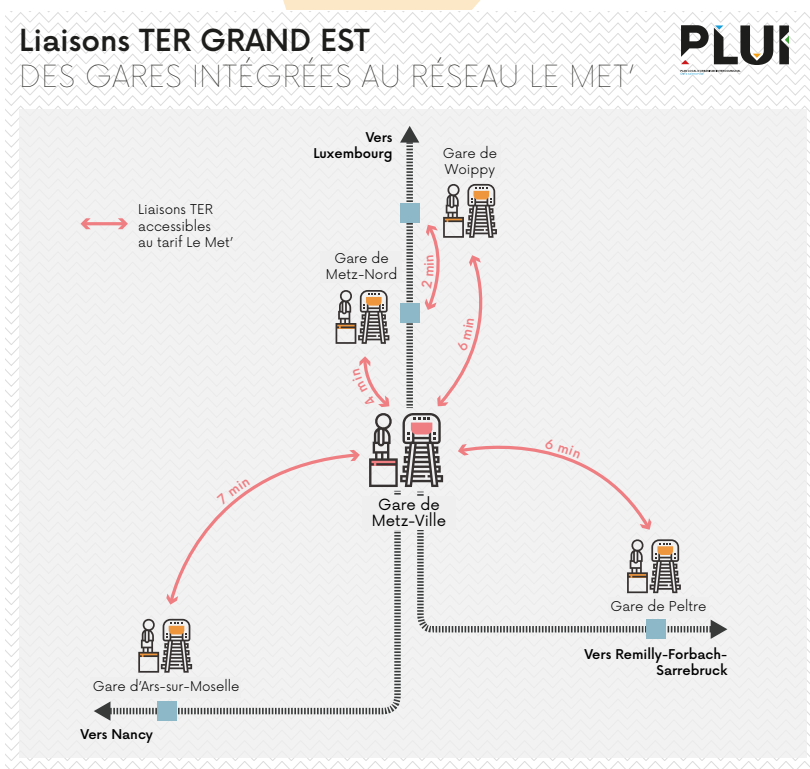 Liaisons TER GRAND EST
DES GARES INTÉGRÉES AU RÉSEAU LE MET'
PLUi
Vers
Luxembourg
Gare de
Woippy
Liaisons TER
accessibles
au tarif Le Met'
Gare de
Metz-Nord
2 min
6 min
4 min
7 min
6 min
Gare de
Metz-Ville
Gare de Peltre
Vers Remilly-Forbach-
Sarrebruck
Gare d'Ars-sur-Moselle
Vers Nancy